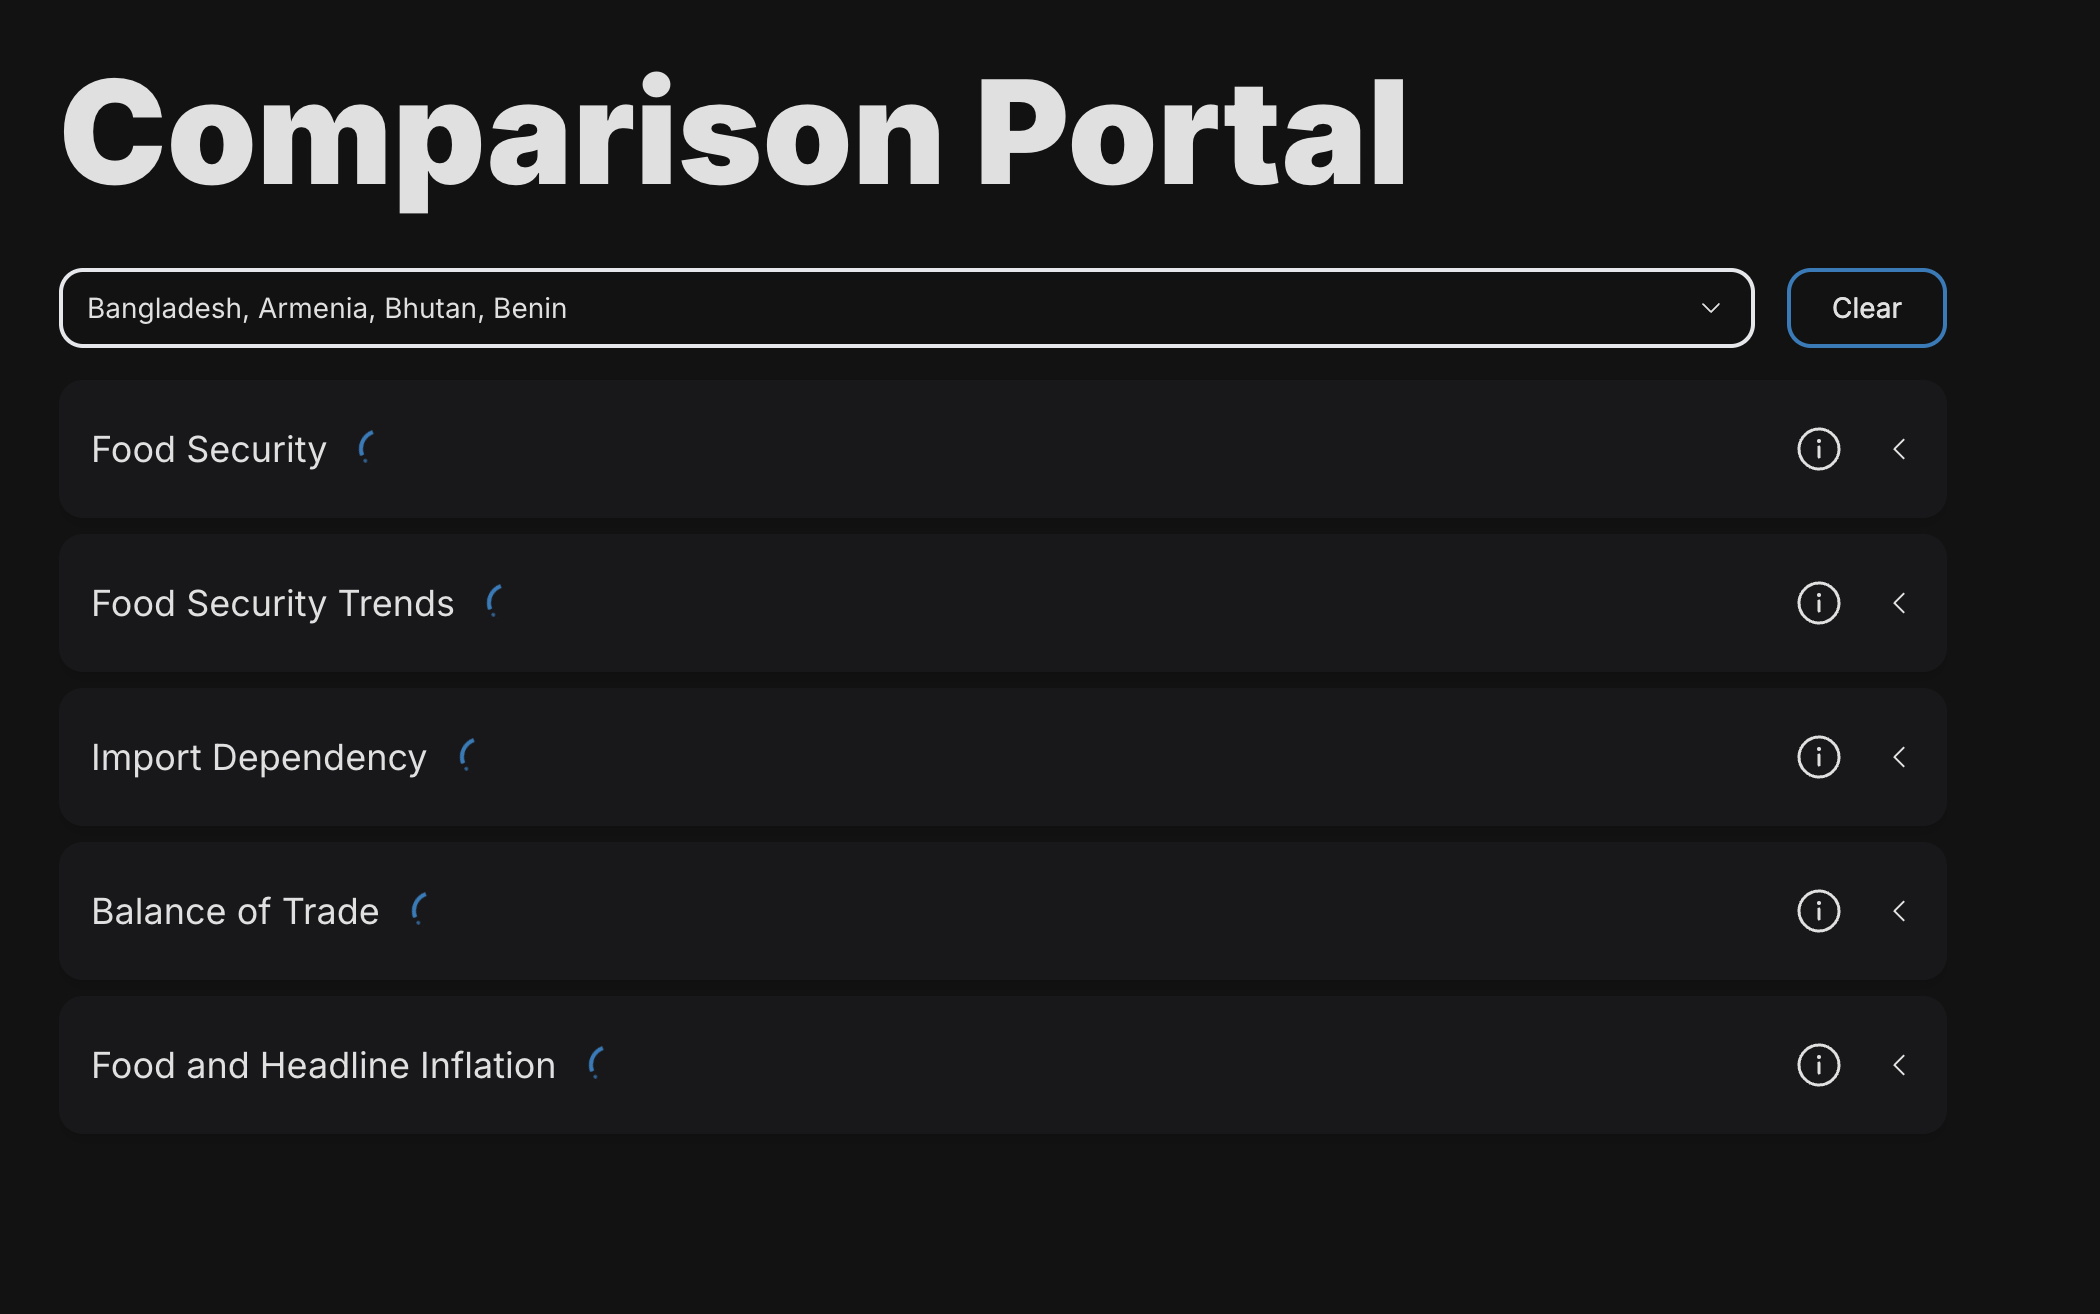 Comparison Portal
Bangladesh, Armenia, Bhutan, Benin
Clear
Food Security
Food Security Trends
Import Dependency
Balance of Trade
Food and Headline Inflation